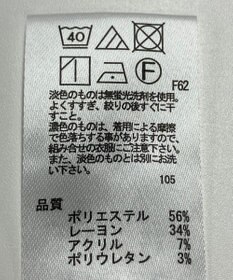 40
F
F62
淡色のものは無蛍光洗剤を使用。
よくすすぎ、絞りの後すぐに干
すこと。
濃色のものは、着用による摩擦
で色落ちする事がありますので、
組み合せの衣服にご注意下さい。
また、淡色のものとは別にお洗
い下さい。
105
品質
ポリエステル 56%
レーヨン 34%
アクリル 7%
ポリウレタン 3%